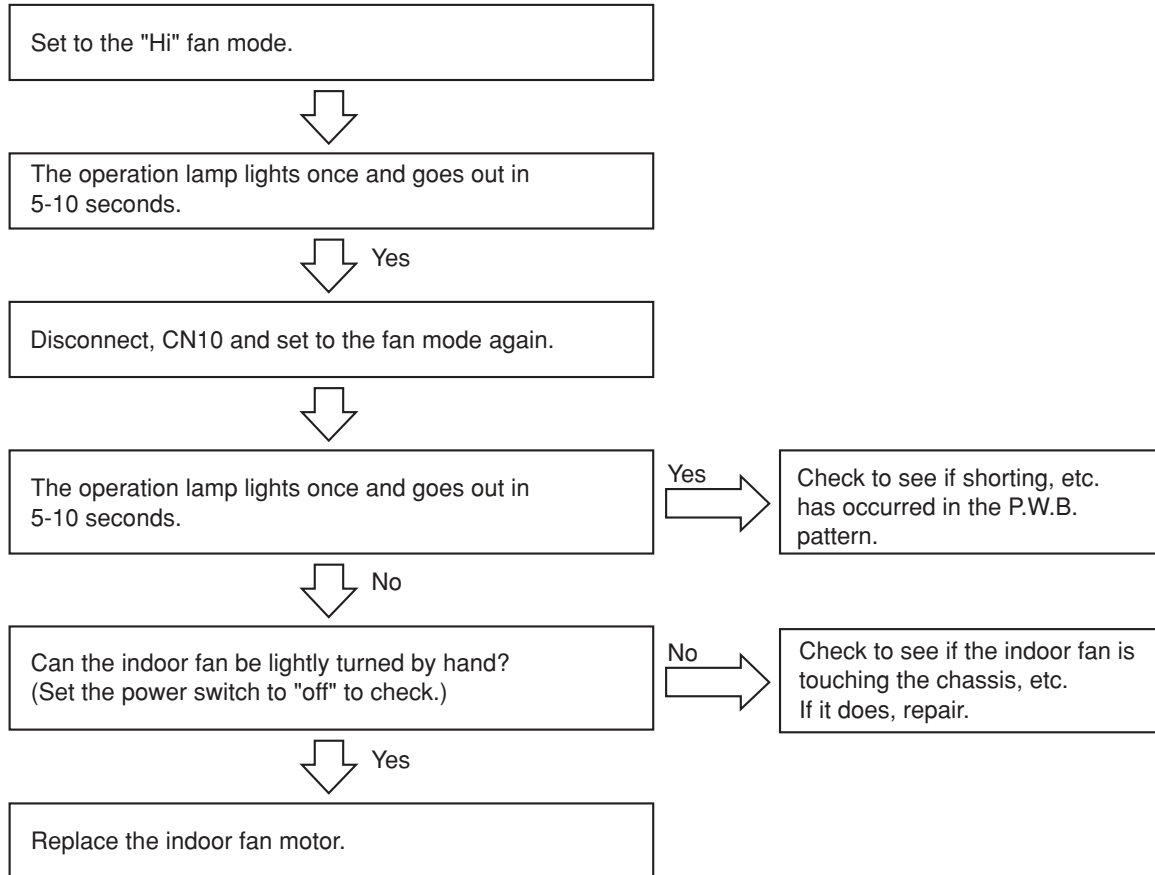 Set to the "Hi" fan mode.
The operation lamp lights once and goes out in
5-10 seconds.
Yes
Disconnect, CN10 and set to the fan mode again.
The operation lamp lights once and goes out in
5-10 seconds.
Yes
Check to see if shorting, etc.
has occurred in the P.W.B.
pattern.
No
Can the indoor fan be lightly turned by hand?
(Set the power switch to "off" to check.)
No
Check to see if the indoor fan is
touching the chassis, etc.
If it does, repair.
Yes
Replace the indoor fan motor.